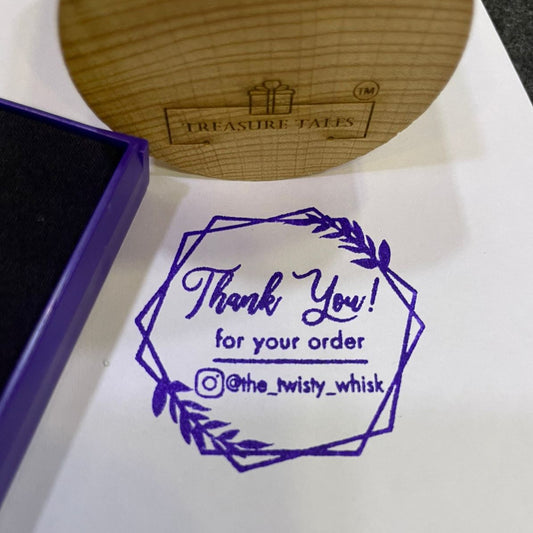 TREASURE TALES
TM
Thank You!
for your order
@the_twisty_whisk